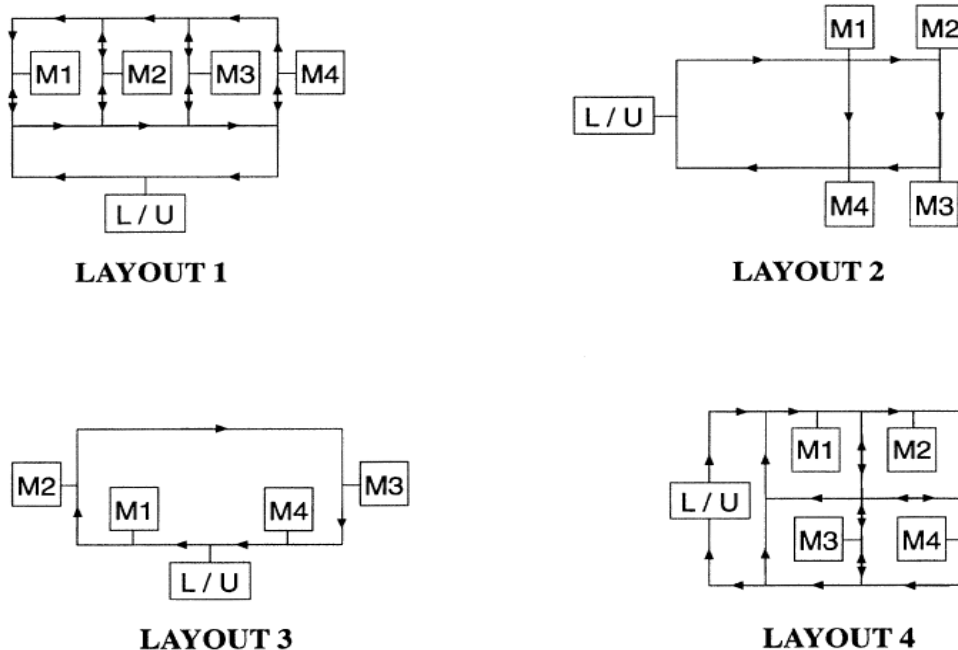 M1 M2 M3 M4
L / U
LAYOUT 1
M1 M2
L / U
M4 M3
LAYOUT 2
M2 M3
M1 M4
L / U
LAYOUT 3
M1 M2
L / U
M3 M4
LAYOUT 4